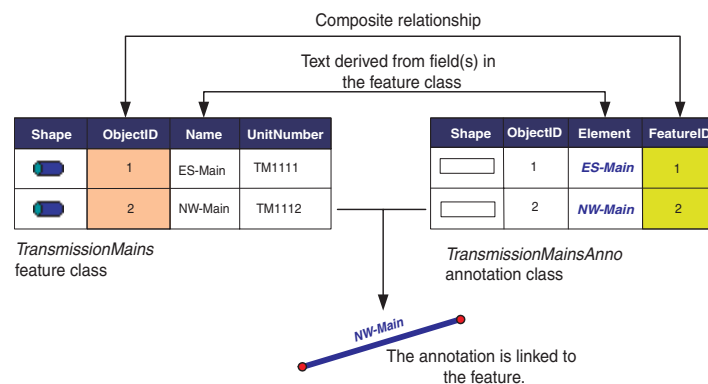 Composite relationship
Text derived from field(s) in
the feature class
Shape ObjectID Name UnitNumber
1 ES-Main TM1111
2 NW-Main TM1112
TransmissionMains
feature class
Shape ObjectID Element FeatureID
1 ES-Main 1
2 NW-Main 2
TransmissionMainsAnno
annotation class
NW-Main
The annotation is linked to
the feature.